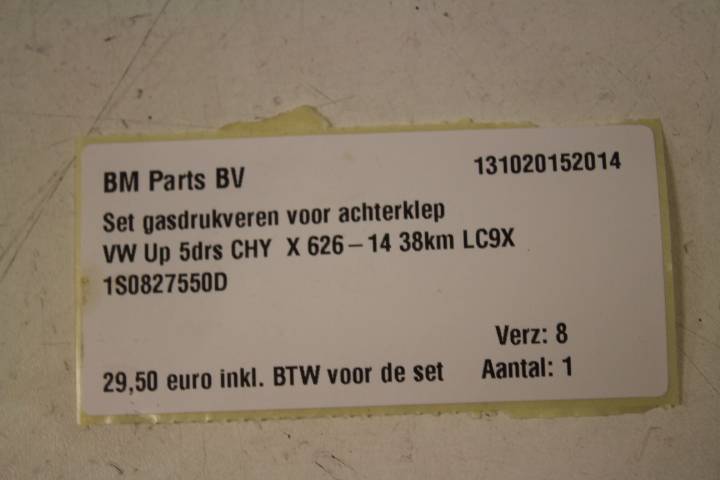 BM Parts BV 131020152014
Set gasdrukveren voor achterklep
VW Up 5drs CHY X 626-14 38km LC9X
1S0827550D
Verz: 8
29,50 euro inkl. BTW voor de set Aantal: 1